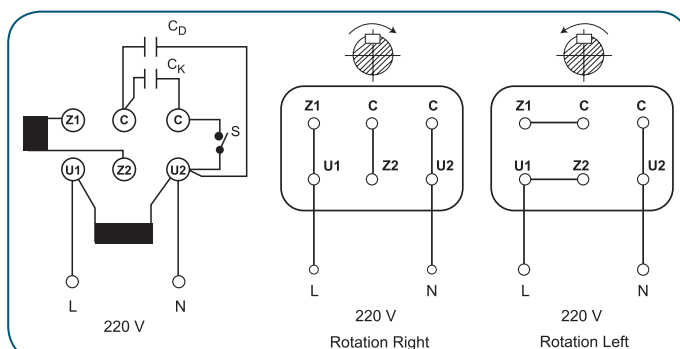 C_D
C_K
Z1 C C S
U1 Z2 U2
L N
220 V
Z1 C C
U1 Z2 U2
L N
220 V
Rotation Right
Z1 C C
U1 Z2 U2
L N
220 V
Rotation Left